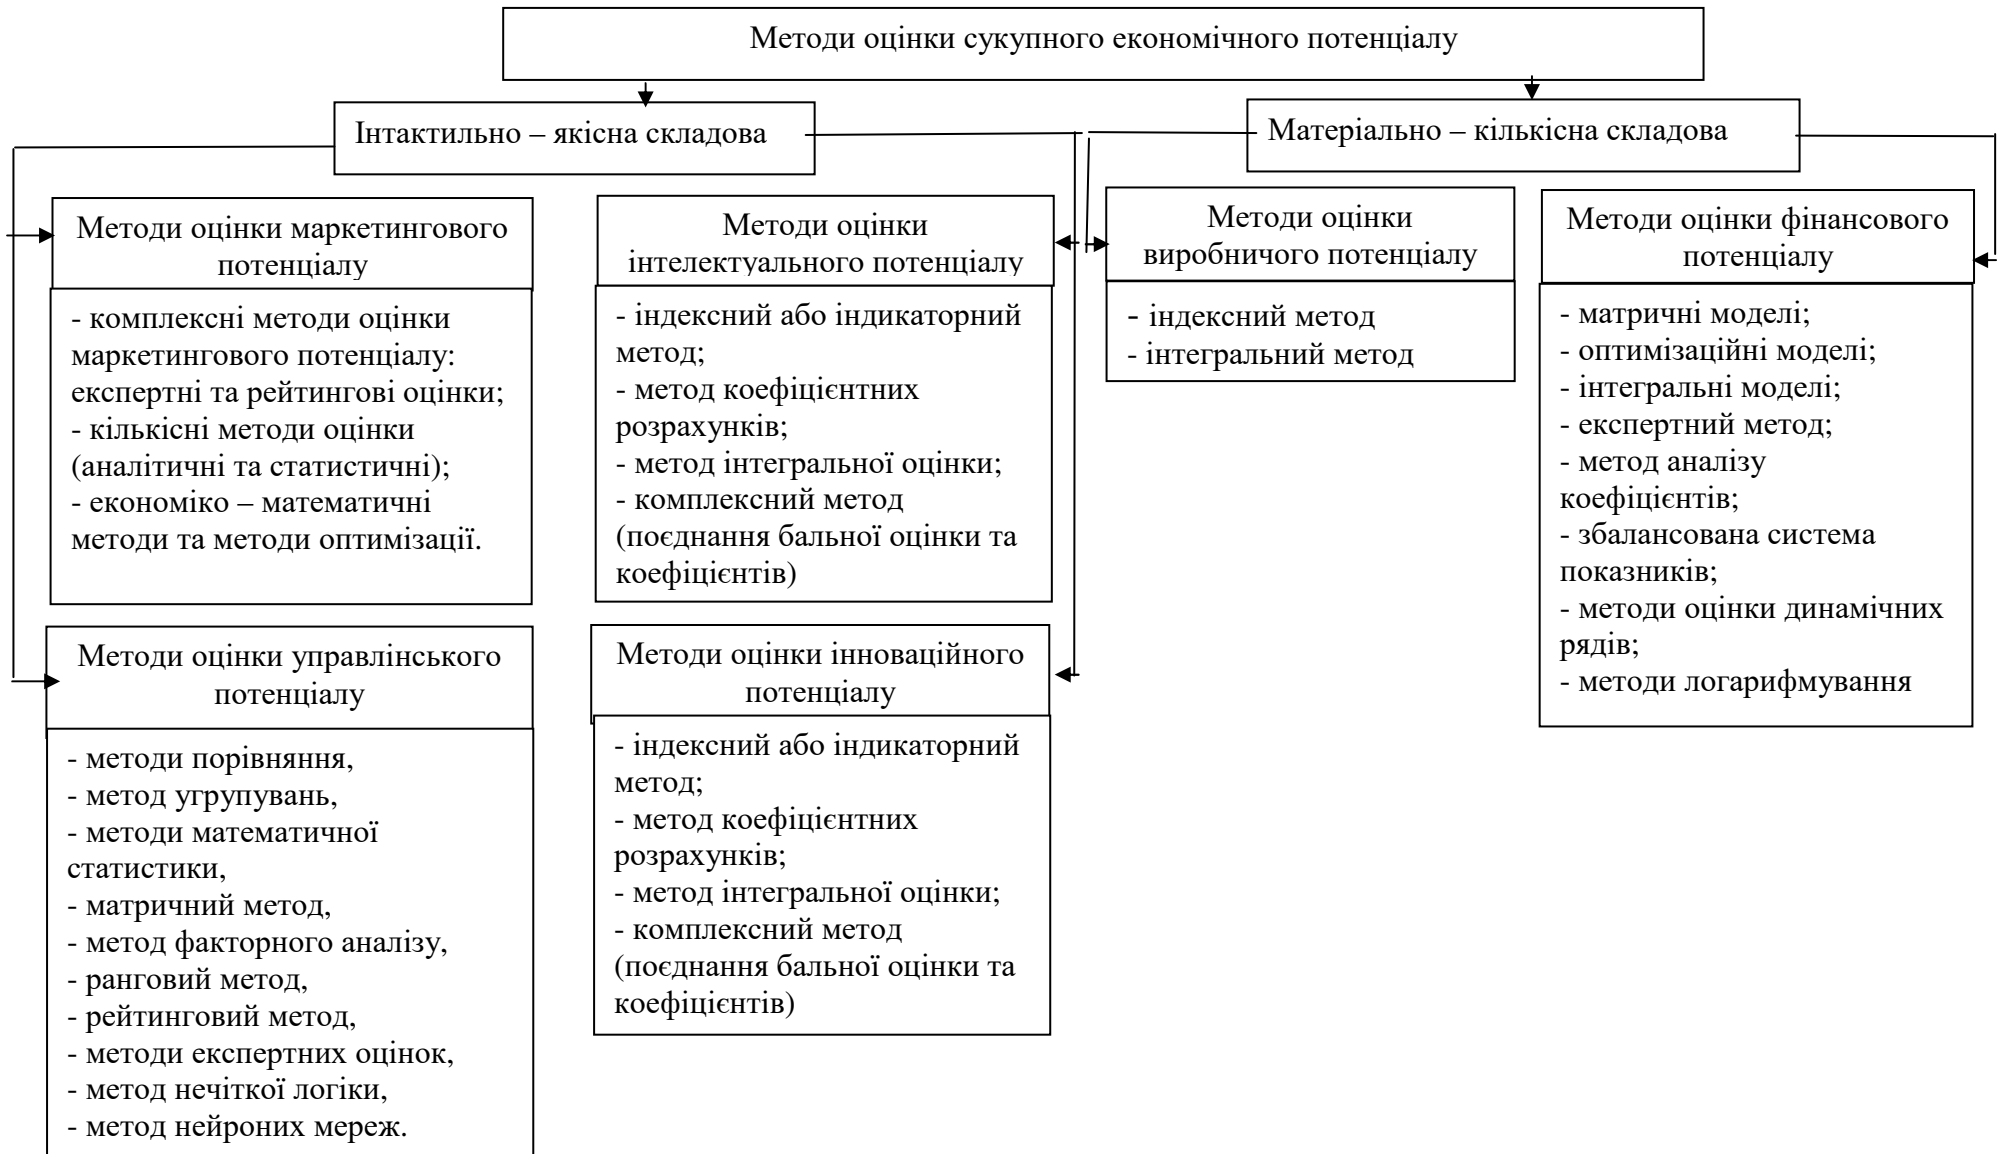 Методи оцінки сукупного економічного потенціалу
Інтактильно – якісна складова
Матеріально – кількісна складова
Методи оцінки маркетингового
потенціалу
- комплексні методи оцінки
маркетингового потенціалу:
експертні та рейтингові оцінки;
- кількісні методи оцінки
(аналітичні та статистичні);
- економіко – математичні
методи та методи оптимізації.
Методи оцінки
інтелектуального потенціалу
- індексний або індикаторний
метод;
- метод коефіцієнтних
розрахунків;
- метод інтегральної оцінки;
- комплексний метод
(поєднання бальної оцінки та
коефіцієнтів)
Методи оцінки
виробничого потенціалу
- індексний метод
- інтегральний метод
Методи оцінки фінансового
потенціалу
- матричні моделі;
- оптимізаційні моделі;
- інтегральні моделі;
- експертний метод;
- метод аналізу
коефіцієнтів;
- збалансована система
показників;
- методи оцінки динамічних
рядів;
- методи логарифмування
Методи оцінки управлінського
потенціалу
- методи порівняння,
- метод угрупувань,
- методи математичної
статистики,
- матричний метод,
- метод факторного аналізу,
- ранговий метод,
- рейтинговий метод,
- методи експертних оцінок,
- метод нечіткої логіки,
- метод нейроних мереж.
Методи оцінки інноваційного
потенціалу
- індексний або індикаторний
метод;
- метод коефіцієнтних
розрахунків;
- метод інтегральної оцінки;
- комплексний метод
(поєднання бальної оцінки та
коефіцієнтів)